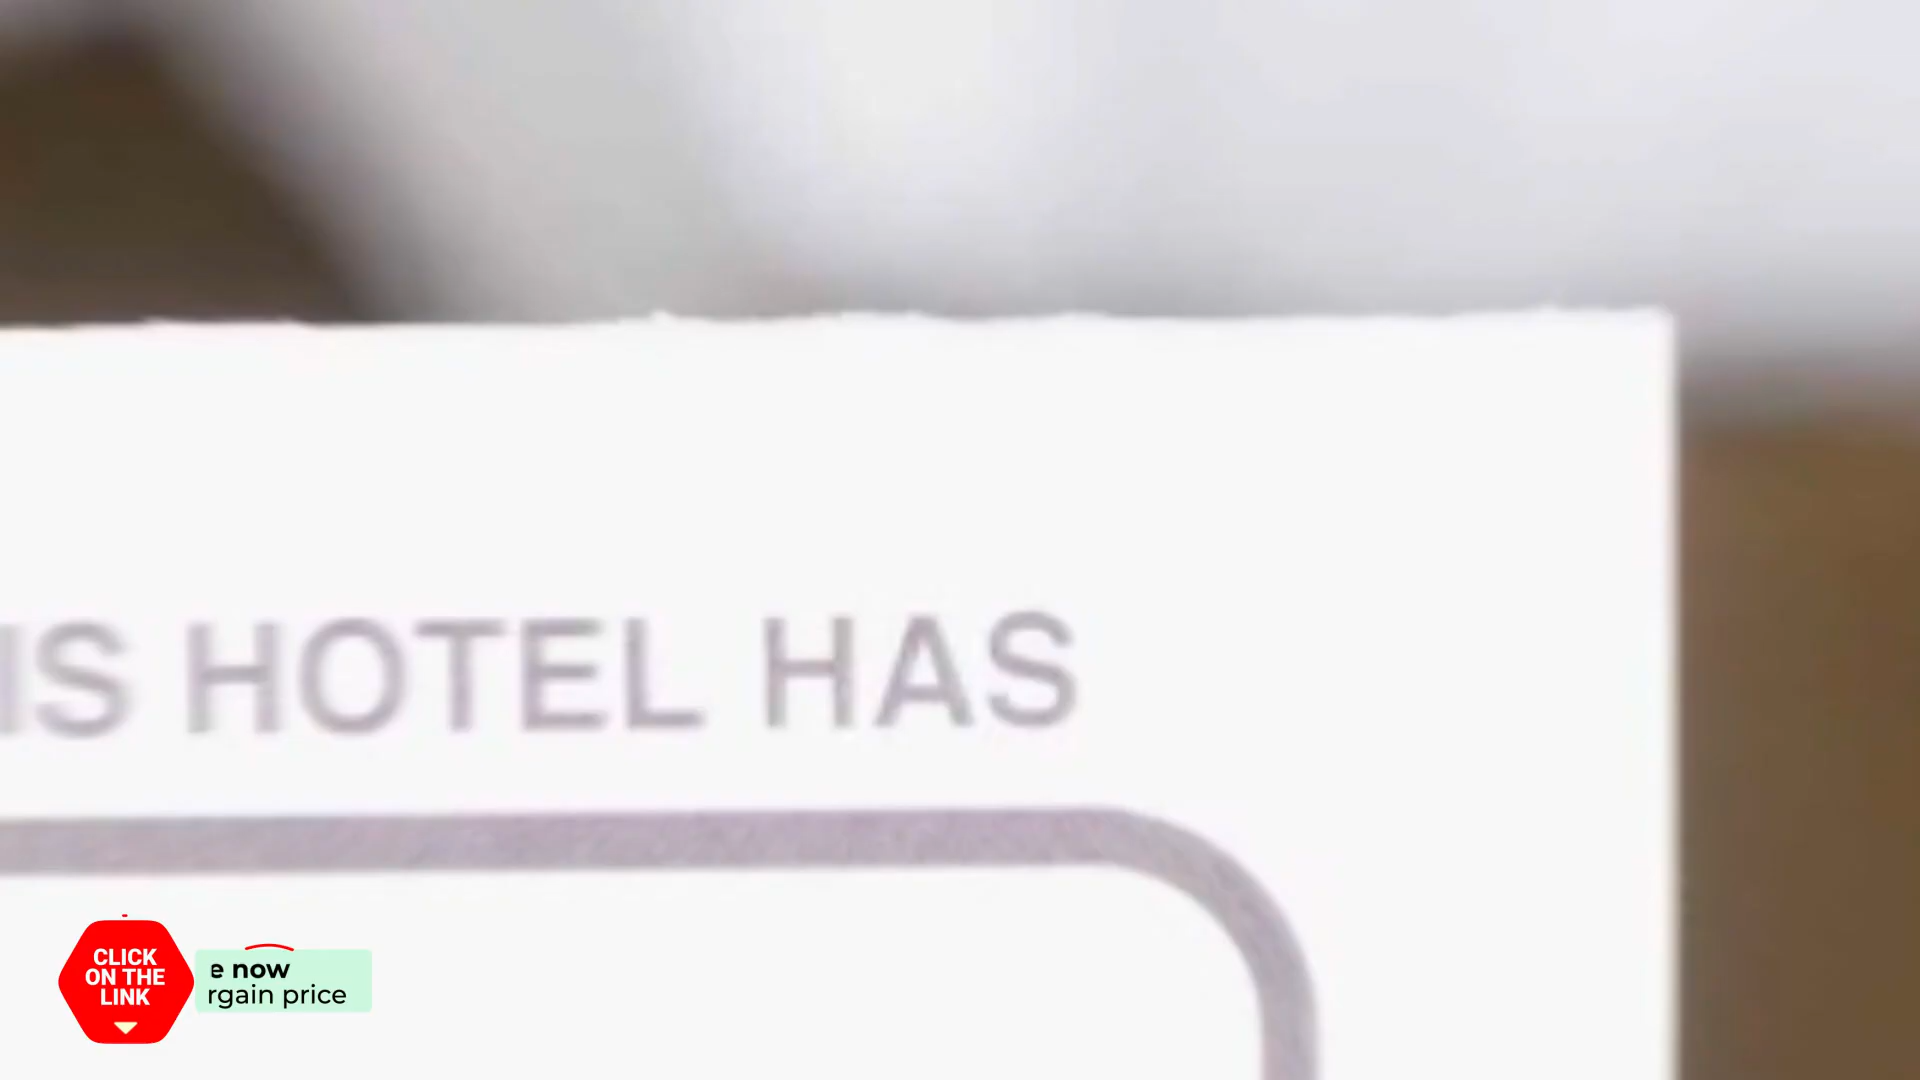 IS HOTEL HAS
CLICK
ON THE
LINK
e now
rgain price